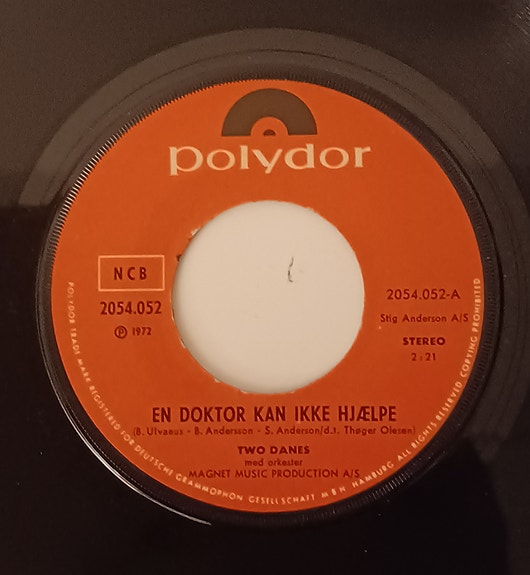 polydor
NCB
2054.052
Ⓟ 1972
2054.052-A
Stig Anderson A/S
STEREO
2:21
EN DOKTOR KAN IKKE HJÆLPE
(B. Ulvaeus - B. Andersson - S. Anderson/d.t. Thøger Olesen)
TWO DANES
med orkester
MAGNET MUSIC PRODUCTION A/S
POLYDOR TRADE MARK REGISTERED FOR DEUTSCHE GRAMMOPHON GESELLSCHAFT MBH HAMBURG. ALL RIGHTS RESERVED COPYING PROHIBITED